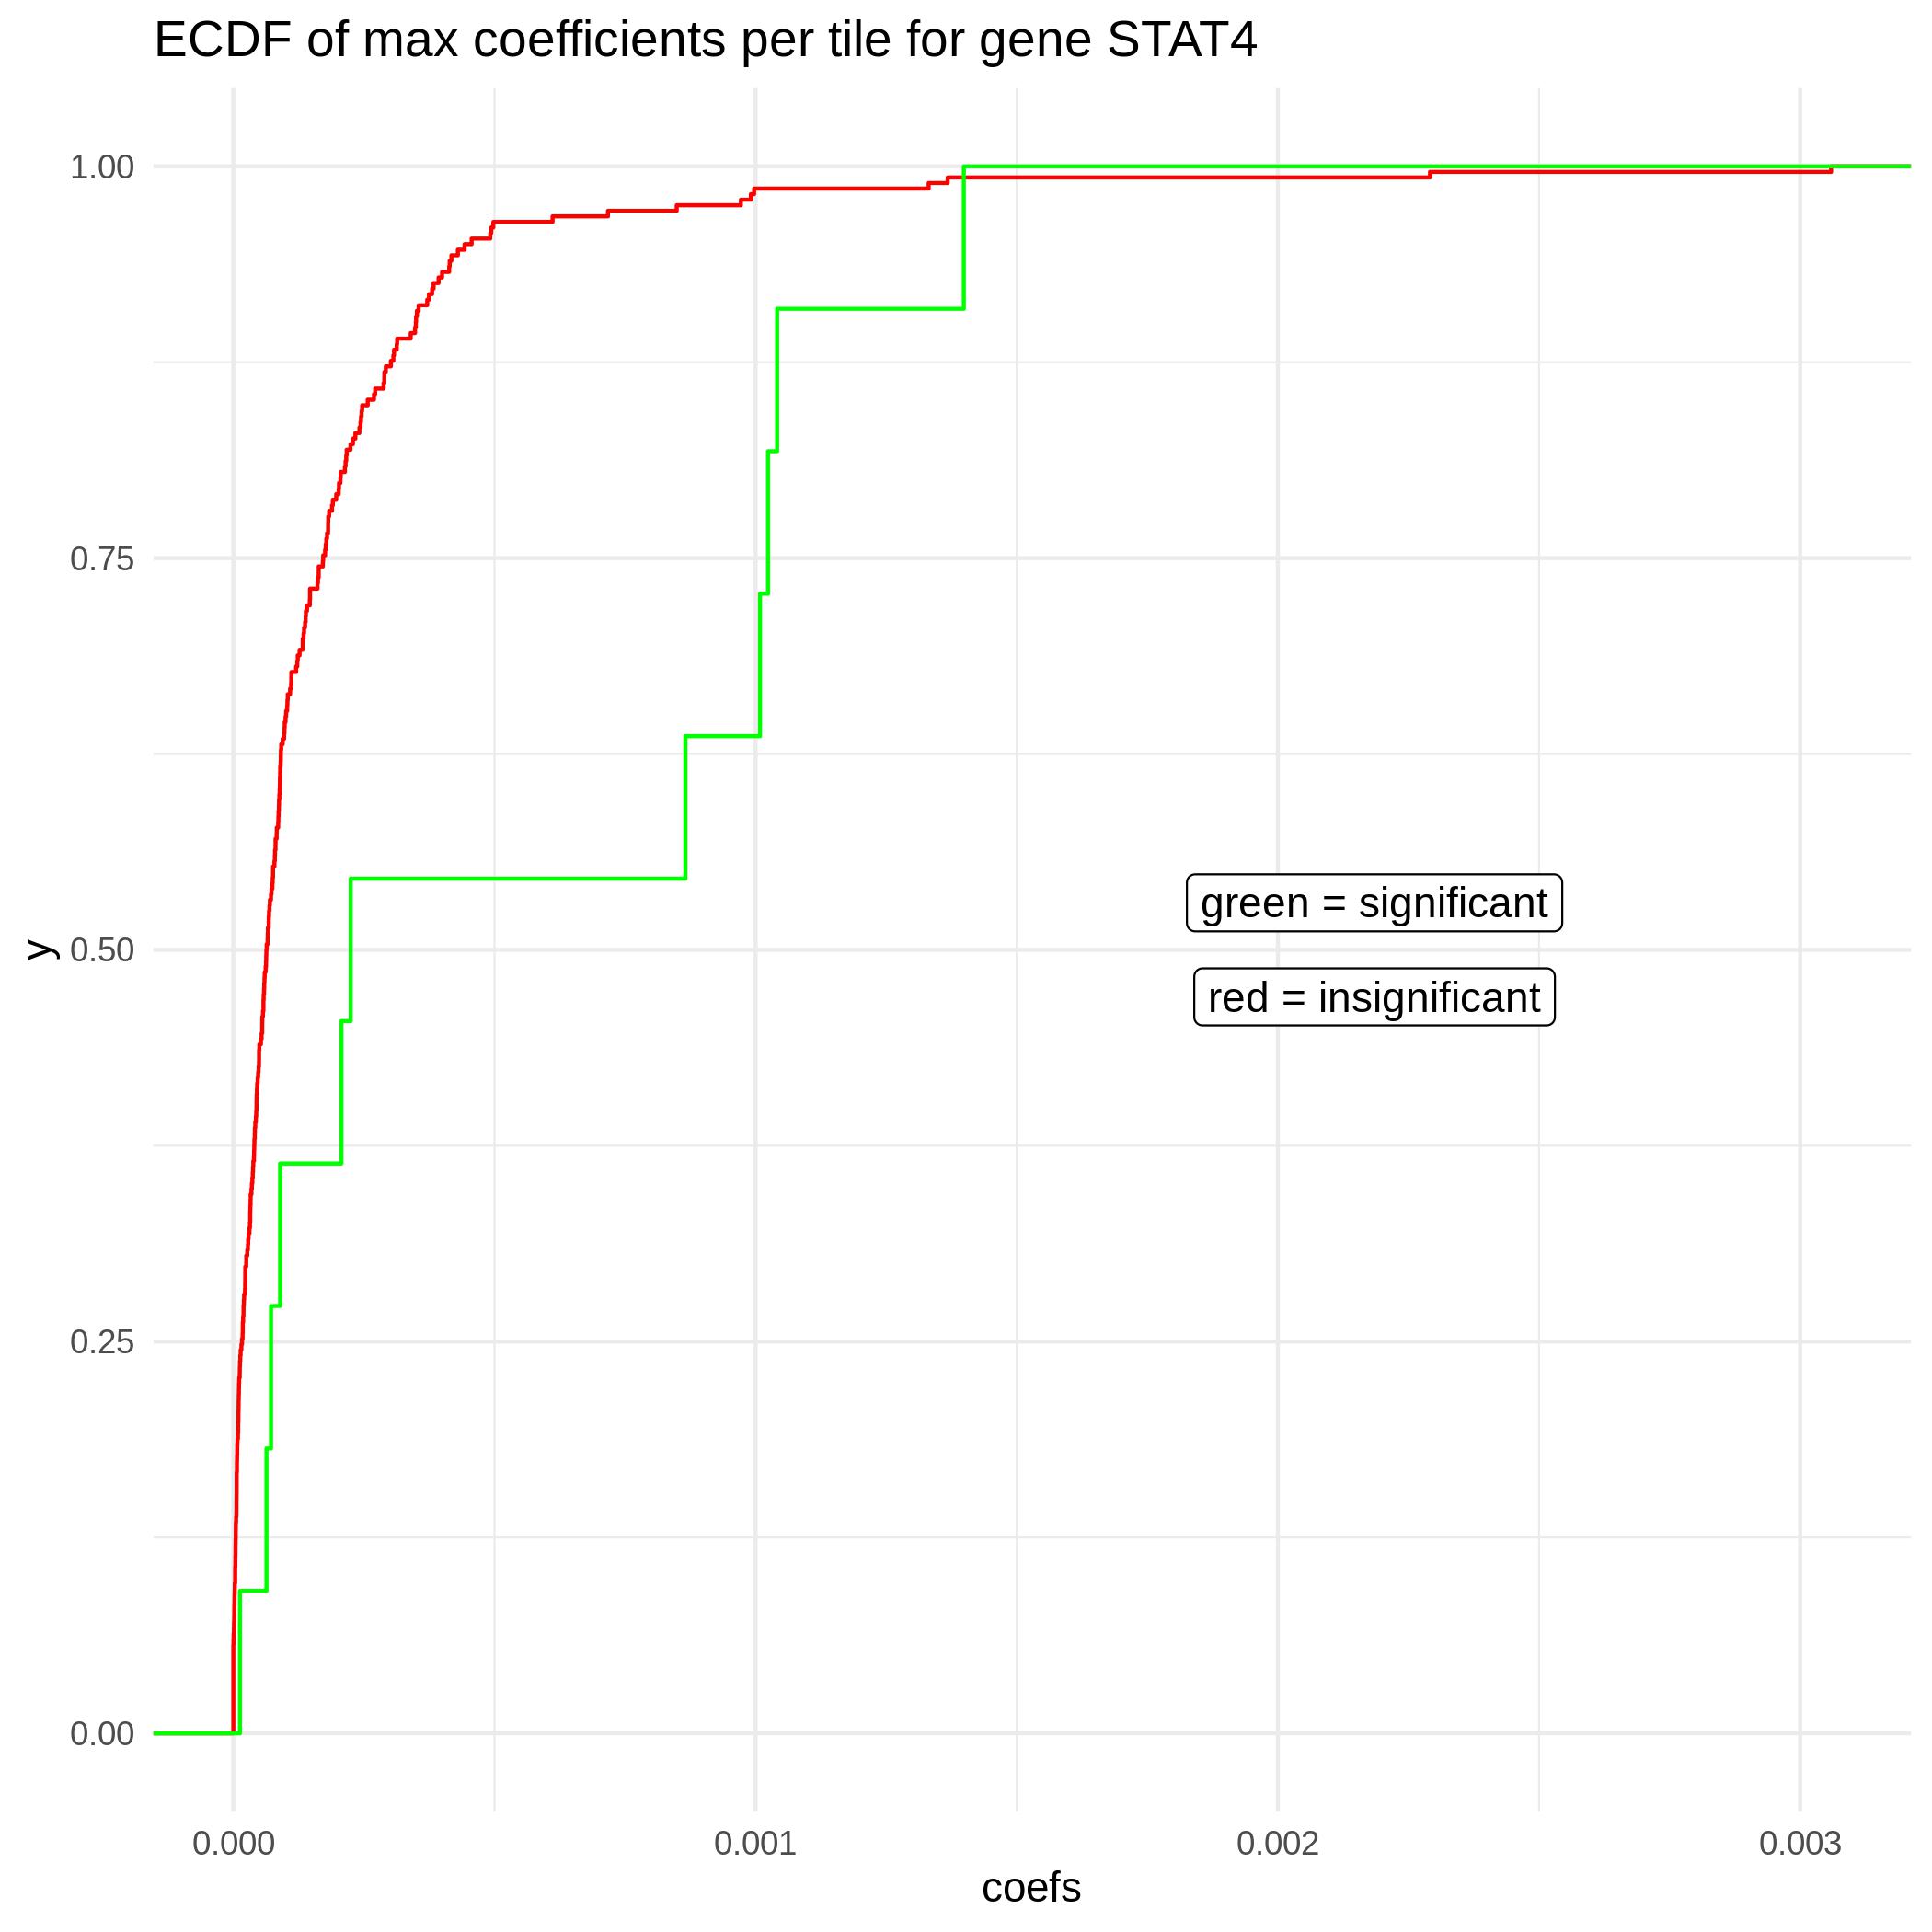 ECDF of max coefficients per tile for gene STAT4
1.00
0.75
0.50
0.25
0.00
y
green = significant
red = insignificant
0.000 0.001 0.002 0.003
coefs